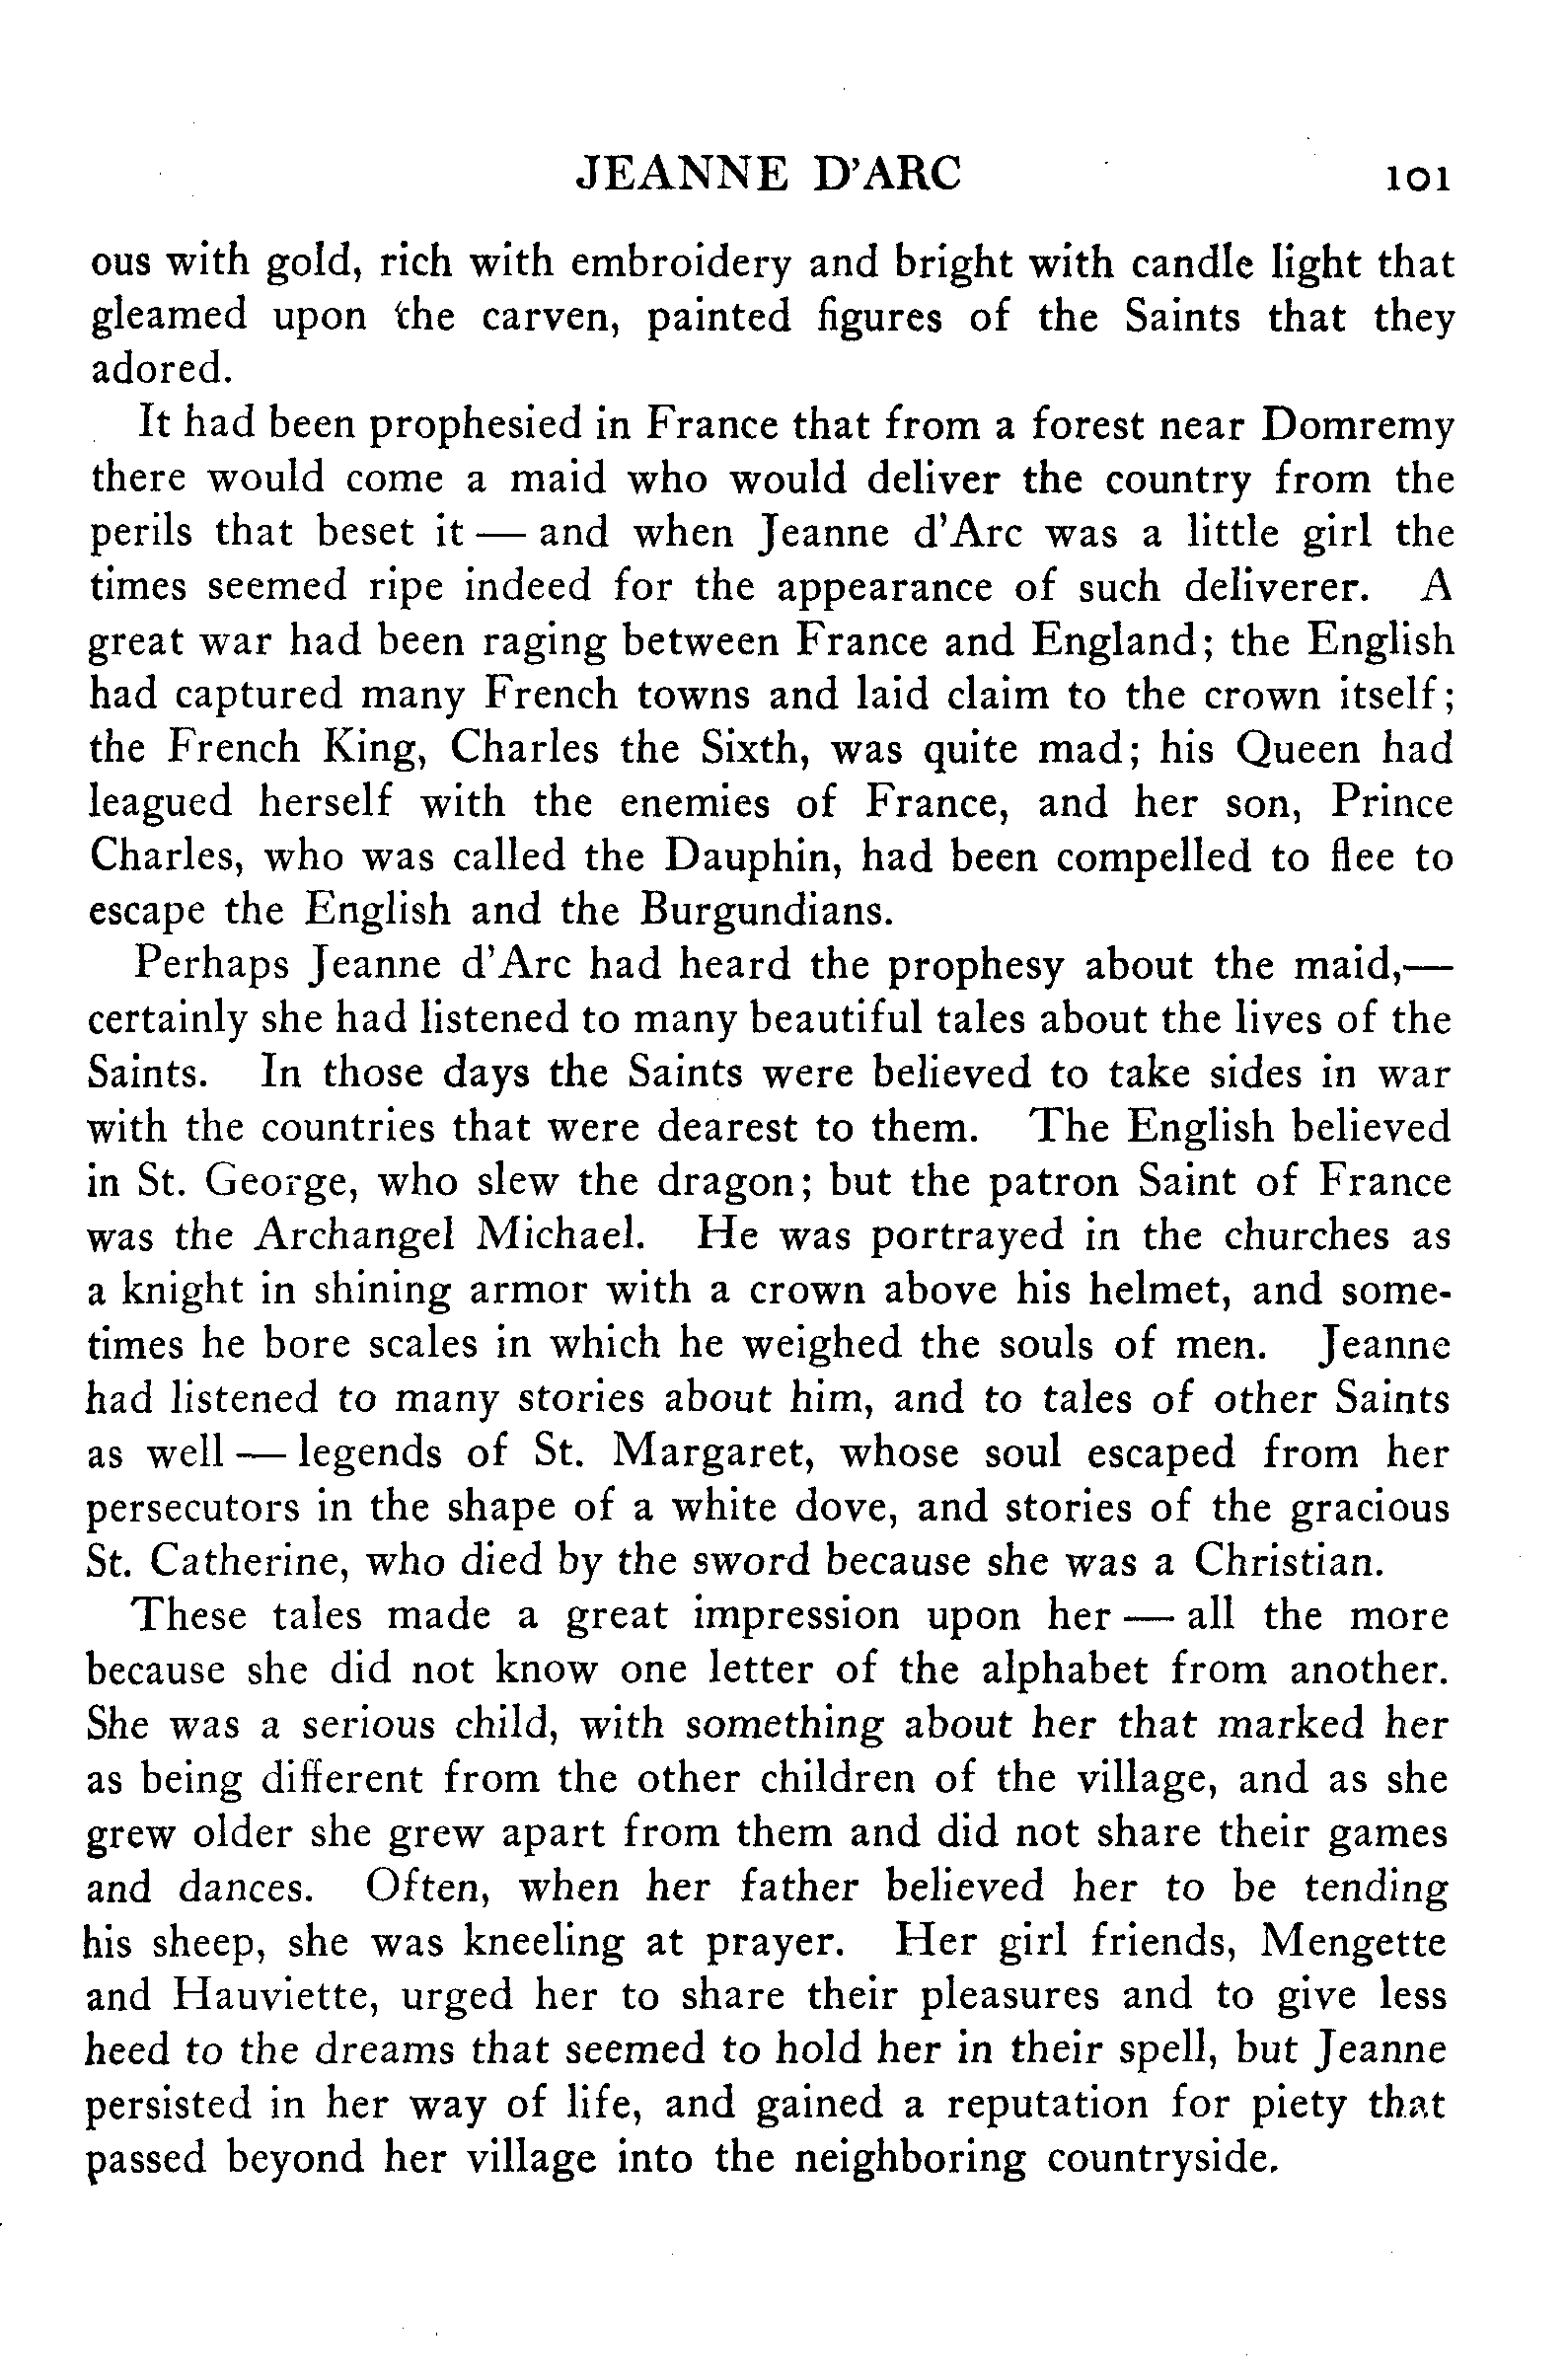 JEANNE D'ARC 101
ous with gold, rich with embroidery and bright with candle light that
gleamed upon the carven, painted figures of the Saints that they
adored.
It had been prophesied in France that from a forest near Domremy
there would come a maid who would deliver the country from the
perils that beset it — and when Jeanne d'Arc was a little girl the
times seemed ripe indeed for the appearance of such deliverer. A
great war had been raging between France and England; the English
had captured many French towns and laid claim to the crown itself;
the French King, Charles the Sixth, was quite mad; his Queen had
leagued herself with the enemies of France, and her son, Prince
Charles, who was called the Dauphin, had been compelled to flee to
escape the English and the Burgundians.
Perhaps Jeanne d'Arc had heard the prophesy about the maid,—
certainly she had listened to many beautiful tales about the lives of the
Saints. In those days the Saints were believed to take sides in war
with the countries that were dearest to them. The English believed
in St. George, who slew the dragon; but the patron Saint of France
was the Archangel Michael. He was portrayed in the churches as
a knight in shining armor with a crown above his helmet, and some-
times he bore scales in which he weighed the souls of men. Jeanne
had listened to many stories about him, and to tales of other Saints
as well — legends of St. Margaret, whose soul escaped from her
persecutors in the shape of a white dove, and stories of the gracious
St. Catherine, who died by the sword because she was a Christian.
These tales made a great impression upon her — all the more
because she did not know one letter of the alphabet from another.
She was a serious child, with something about her that marked her
as being different from the other children of the village, and as she
grew older she grew apart from them and did not share their games
and dances. Often, when her father believed her to be tending
his sheep, she was kneeling at prayer. Her girl friends, Mengette
and Hauviette, urged her to share their pleasures and to give less
heed to the dreams that seemed to hold her in their spell, but Jeanne
persisted in her way of life, and gained a reputation for piety that
passed beyond her village into the neighboring countryside.